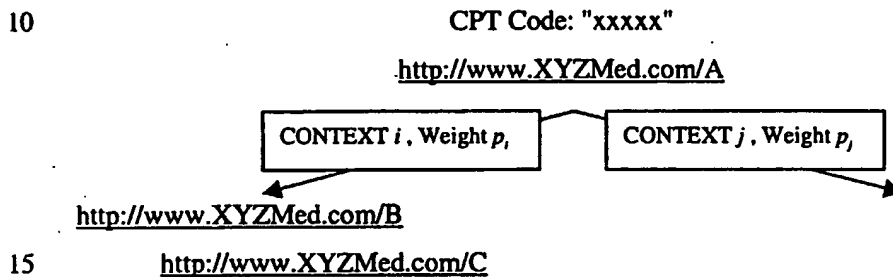 10 CPT Code: "xxxxx"
http://www.XYZMed.com/A
CONTEXT i , Weight pi CONTEXT j , Weight pj
http://www.XYZMed.com/B
15 http://www.XYZMed.com/C